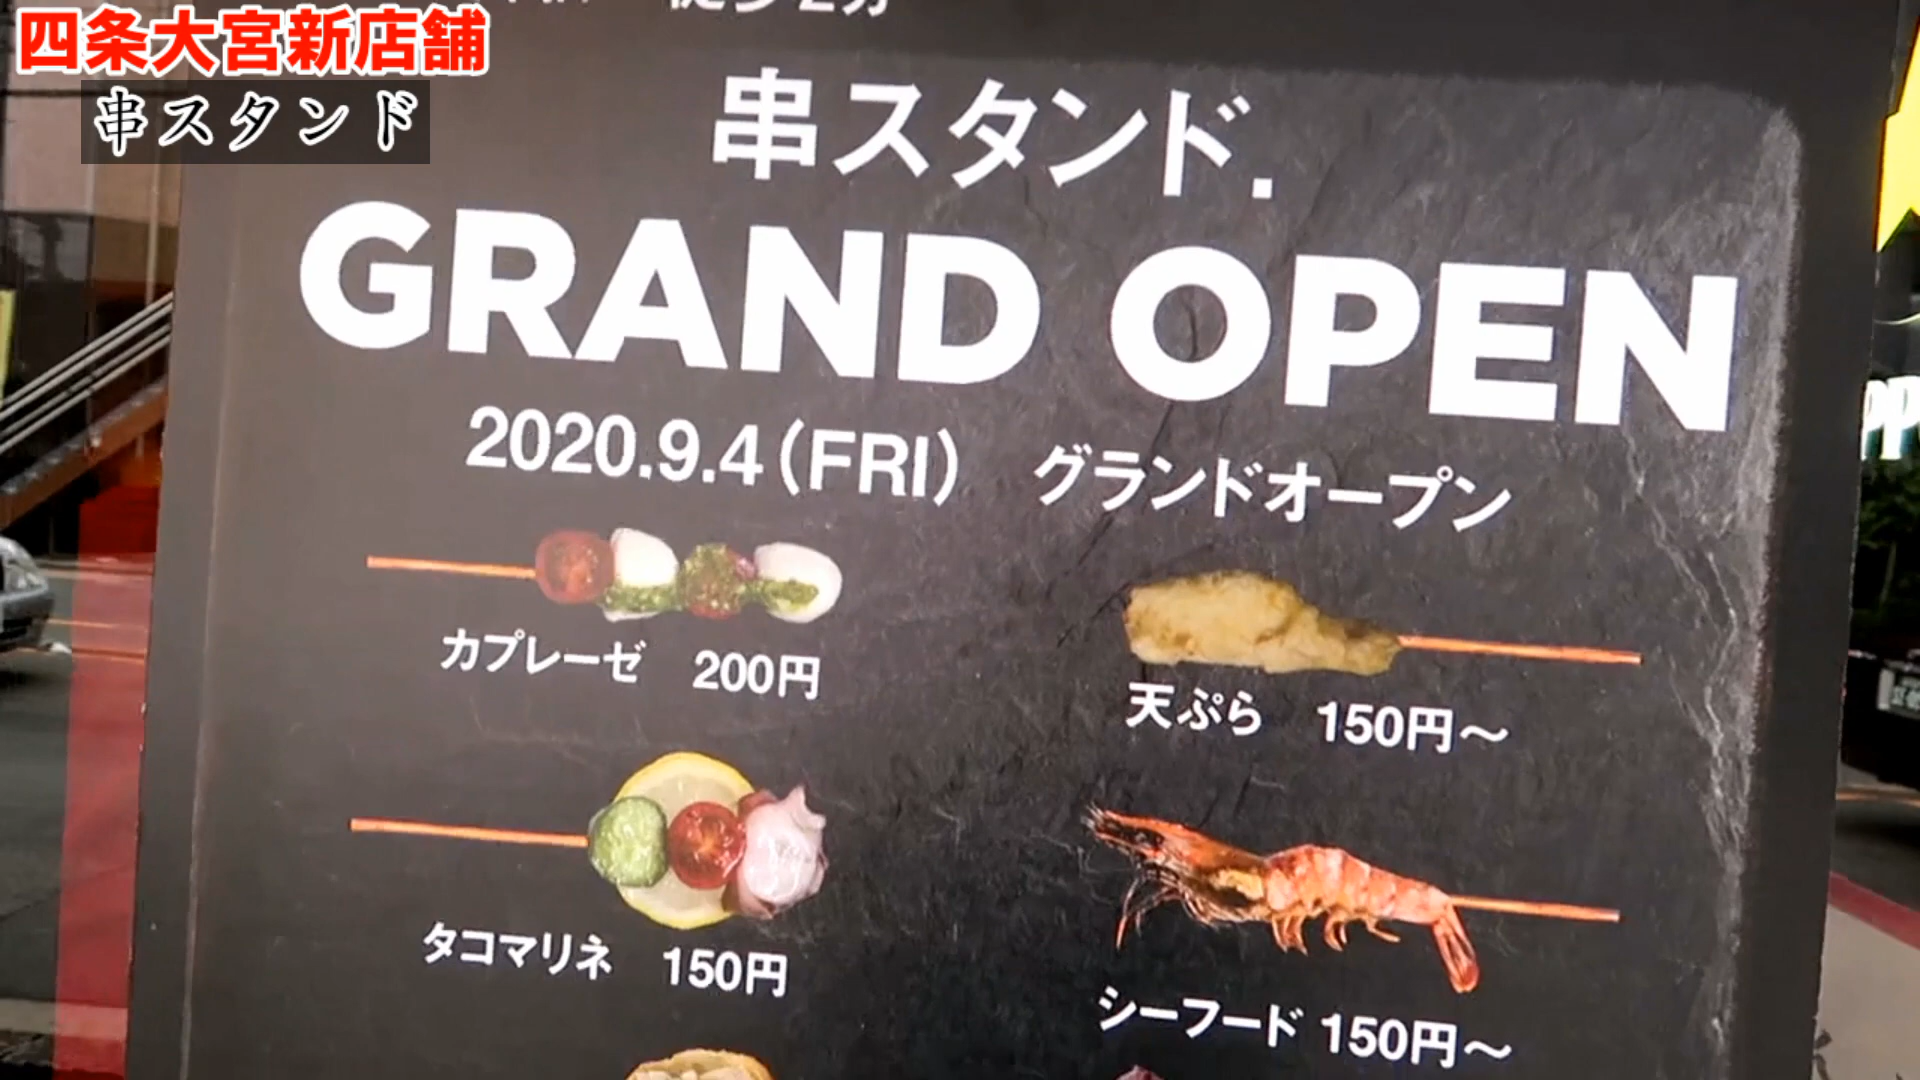 四条大宮新店舗
串スタンド
串スタンド.
GRAND OPEN
2020.9.4(FRI) グランドオープン
カプレーゼ 200円
天ぷら 150円〜
タコマリネ 150円
シーフード 150円〜